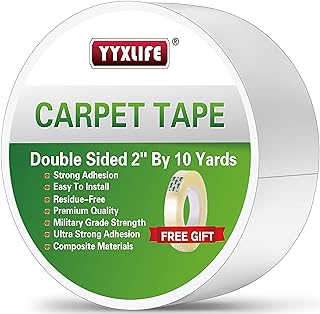 YYXLIFE®
CARPET TAPE
Double Sided 2" By 10 Yards
Strong Adhesion
Easy To Install
Residue-Free
Premium Quality
Military Grade Strength
Ultra Strong Adhesion
Composite Materials
FREE GIFT